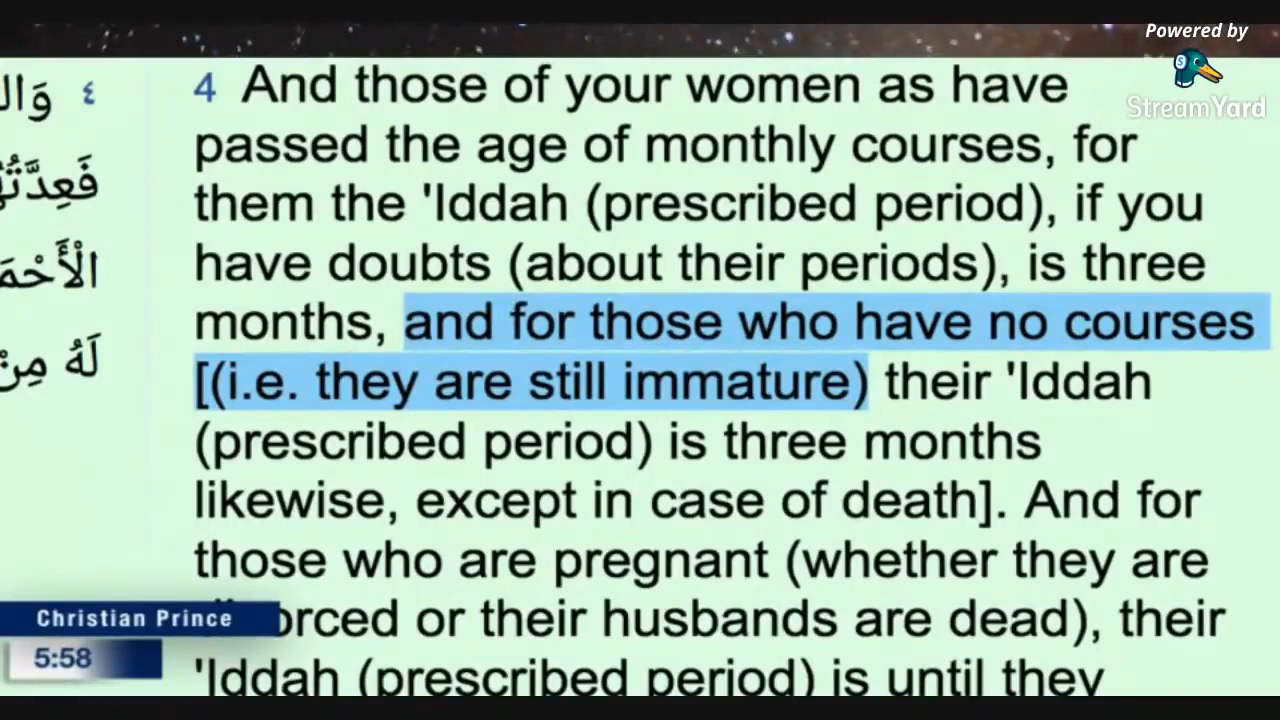 Powered by
StreamYard
٤
فَعِدَّتُهُ
لَهُ مِنْ
4 And those of your women as have
passed the age of monthly courses, for
them the 'Iddah (prescribed period), if you
have doubts (about their periods), is three
months, and for those who have no courses
[(i.e. they are still immature) their 'Iddah
(prescribed period) is three months
likewise, except in case of death]. And for
those who are pregnant (whether they are
orced or their husbands are dead), their
'Iddah (prescribed period) is until they
Christian Prince
5:58